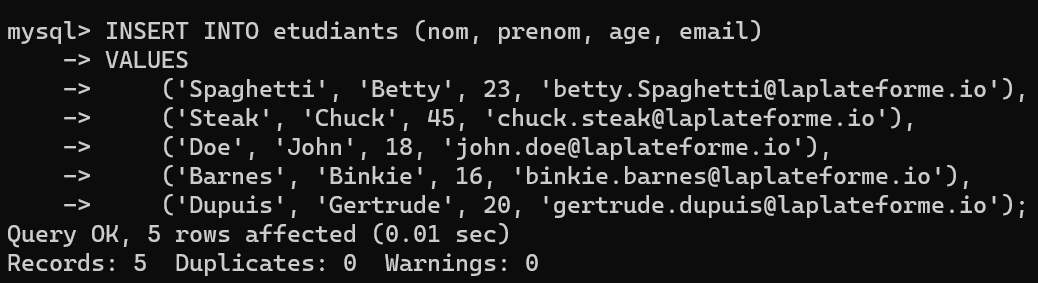 mysql> INSERT INTO etudiants (nom, prenom, age, email)
    -> VALUES
    ->     ('Spaghetti', 'Betty', 23, 'betty.Spaghetti@laplateforme.io'),
    ->     ('Steak', 'Chuck', 45, 'chuck.steak@laplateforme.io'),
    ->     ('Doe', 'John', 18, 'john.doe@laplateforme.io'),
    ->     ('Barnes', 'Binkie', 16, 'binkie.barnes@laplateforme.io'),
    ->     ('Dupuis', 'Gertrude', 20, 'gertrude.dupuis@laplateforme.io');
Query OK, 5 rows affected (0.01 sec)
Records: 5  Duplicates: 0  Warnings: 0